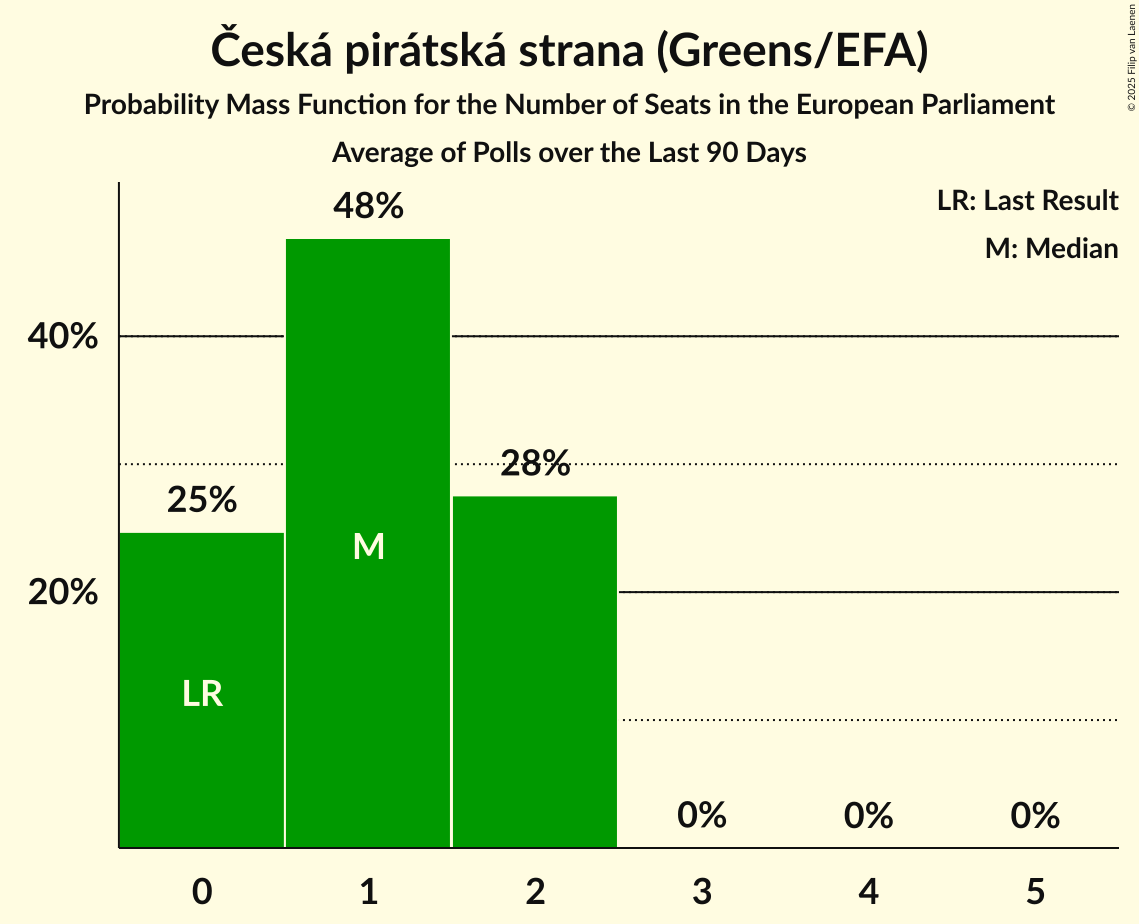 Česká pirátská strana (Greens/EFA)
Probability Mass Function for the Number of Seats in the European Parliament
Average of Polls over the Last 90 Days
© 2025 Filip van Laenen
LR: Last Result
M: Median
48%
40%
28%
25%
M
20%
LR
0% 0% 0%
0 1 2 3 4 5